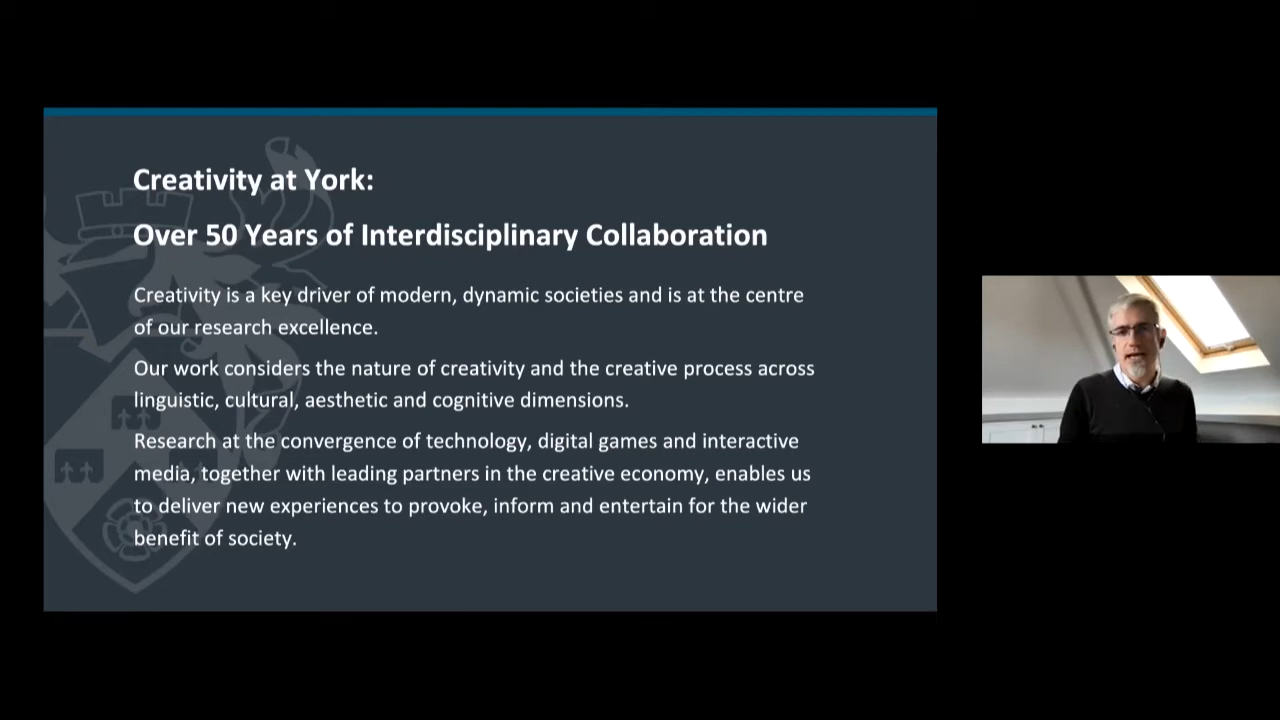 Creativity at York:
Over 50 Years of Interdisciplinary Collaboration
Creativity is a key driver of modern, dynamic societies and is at the centre
of our research excellence.
Our work considers the nature of creativity and the creative process across
linguistic, cultural, aesthetic and cognitive dimensions.
Research at the convergence of technology, digital games and interactive
media, together with leading partners in the creative economy, enables us
to deliver new experiences to provoke, inform and entertain for the wider
benefit of society.